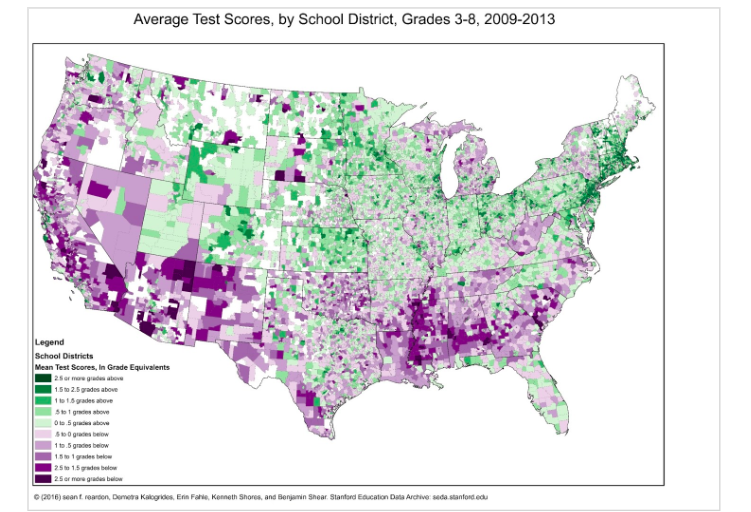 Average Test Scores, by School District, Grades 3-8, 2009-2013
Legend
School Districts
Mean Test Scores, In Grade Equivalents
2.5 or more grades above
1.5 to 2.5 grades above
1 to 1.5 grades above
.5 to 1 grades above
0 to .5 grades above
.5 to 0 grades below
1 to .5 grades below
1.5 to 1 grades below
2.5 to 1.5 grades below
2.5 or more grades below
© (2016) sean f. reardon, Demetra Kalogrides, Erin Fahle, Kenneth Shores, and Benjamin Shear. Stanford Education Data Archive: seda.stanford.edu